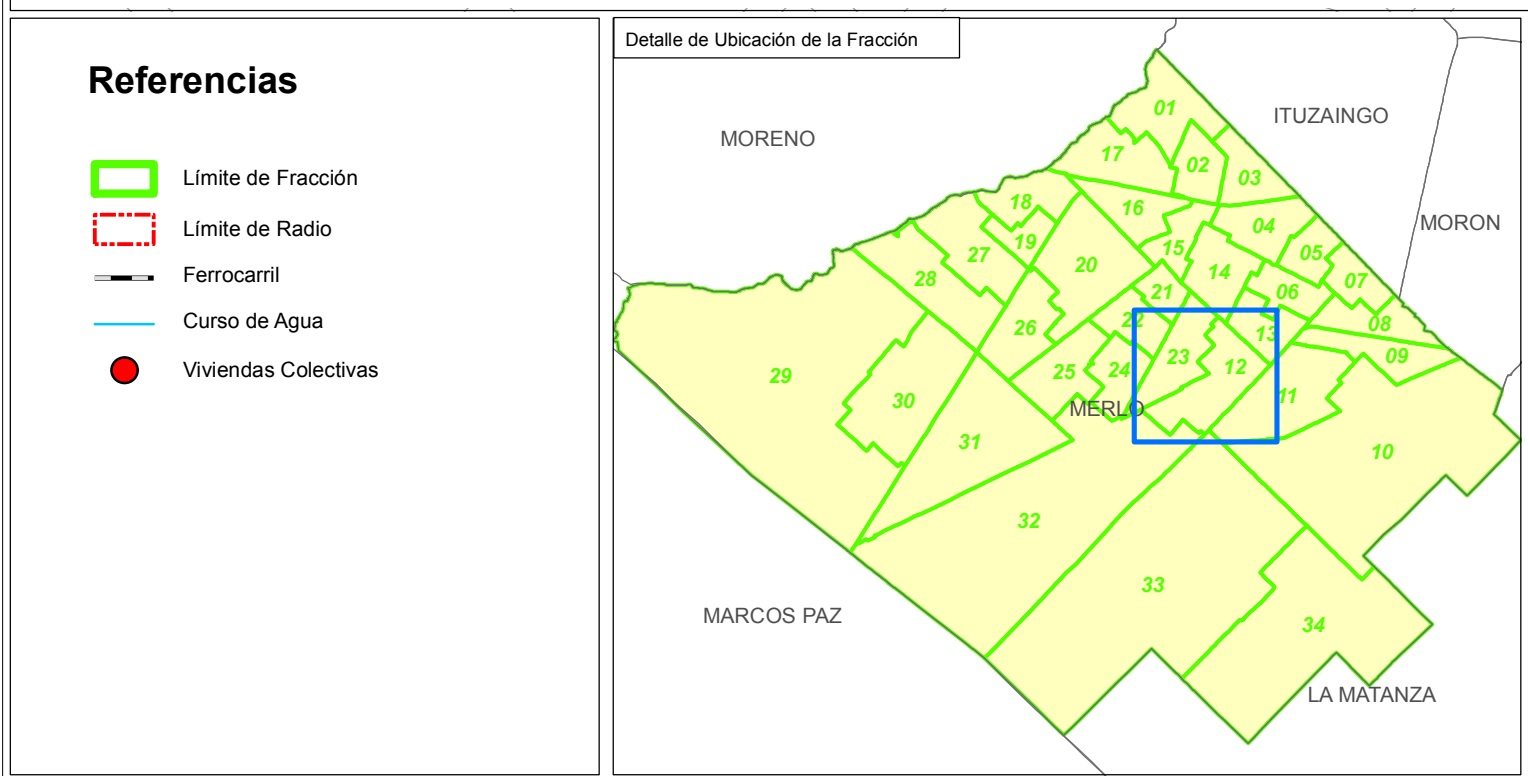 Referencias
Límite de Fracción
Límite de Radio
Ferrocarril
Curso de Agua
Viviendas Colectivas
Detalle de Ubicación de la Fracción
MORENO
ITUZAINGO
MORON
MERLO
MARCOS PAZ
LA MATANZA
01
17
02
03
18
16
04
19
15
05
27
20
14
07
28
21
06
22
08
26
13
23
09
12
25
24
29
11
30
31
10
32
33
34